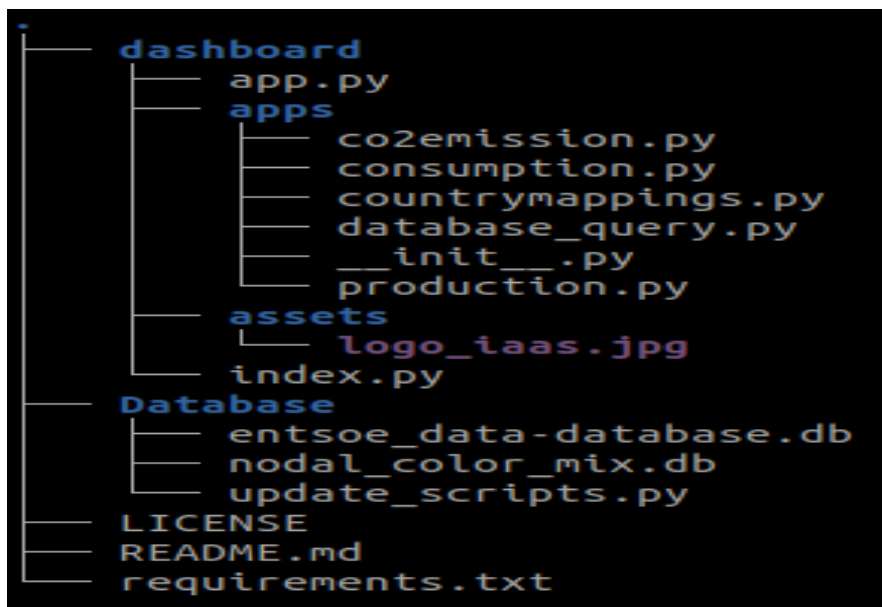 .
dashboard
app.py
apps
co2emission.py
consumption.py
countrymappings.py
database_query.py
__init__.py
production.py
assets
logo_iaas.jpg
index.py
Database
entsoe_data-database.db
nodal_color_mix.db
update_scripts.py
LICENSE
README.md
requirements.txt